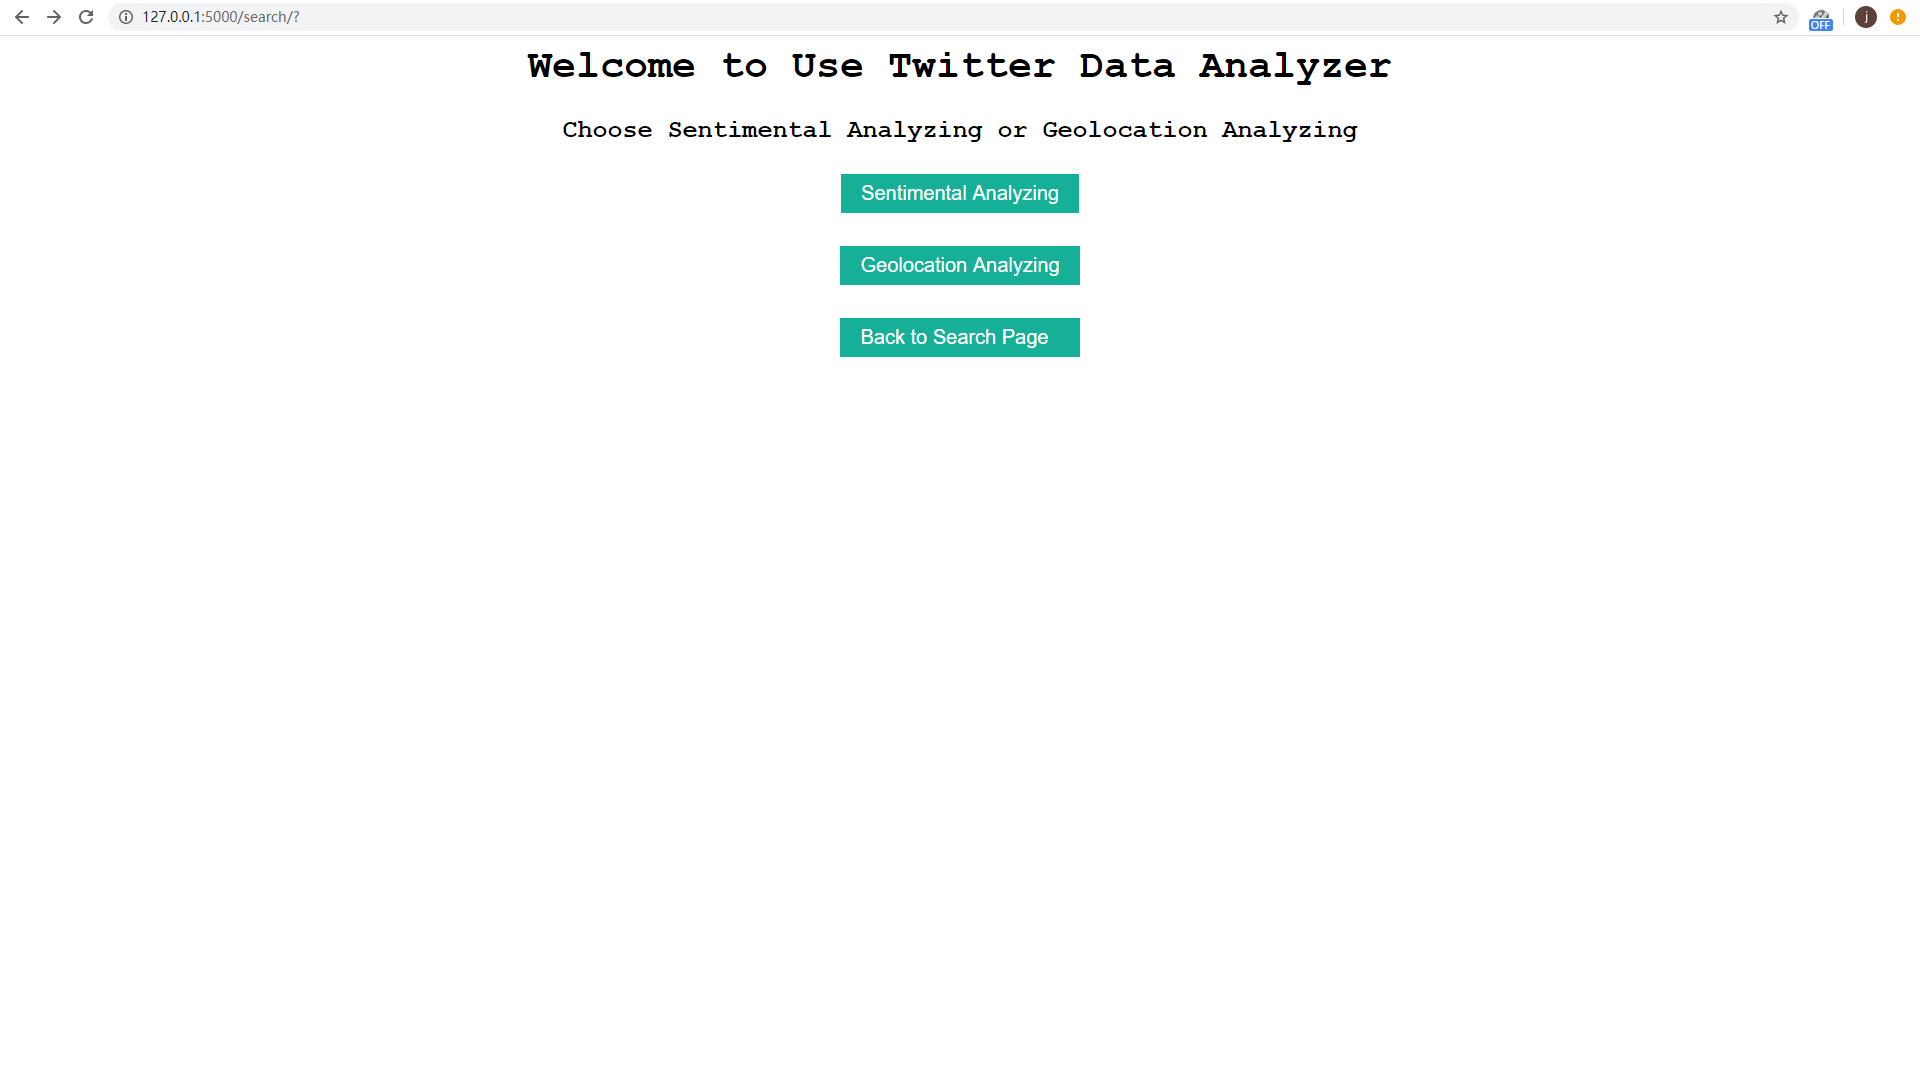 127.0.0.1:5000/search/?
OFF
j
Welcome to Use Twitter Data Analyzer
Choose Sentimental Analyzing or Geolocation Analyzing
Sentimental Analyzing
Geolocation Analyzing
Back to Search Page